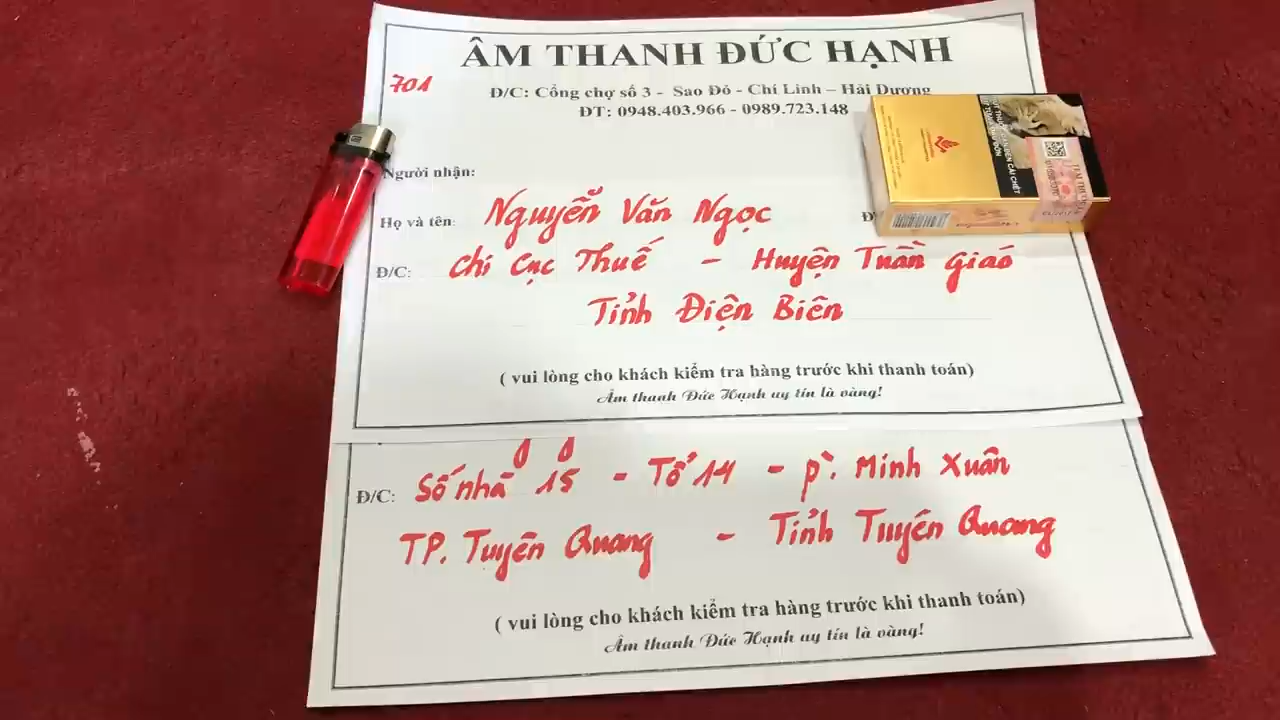 ÂM THANH ĐỨC HẠNH
701
Đ/C: Cổng chợ số 3 - Sao Đỏ - Chí Linh – Hải Dương
ĐT: 0948.403.966 - 0989.723.148
Người nhận:
Họ và tên: Nguyễn Văn Ngọc
Đ/C: Chi Cục Thuế - Huyện Tuần Giáo
Tỉnh Điện Biên
( vui lòng cho khách kiểm tra hàng trước khi thanh toán)
Âm thanh Đức Hạnh uy tín là vàng!
Đ/C: Số nhà 15 - Tổ 14 - P. Minh Xuân
TP. Tuyên Quang - Tỉnh Tuyên Quang
( vui lòng cho khách kiểm tra hàng trước khi thanh toán)
Âm thanh Đức Hạnh uy tín là vàng!